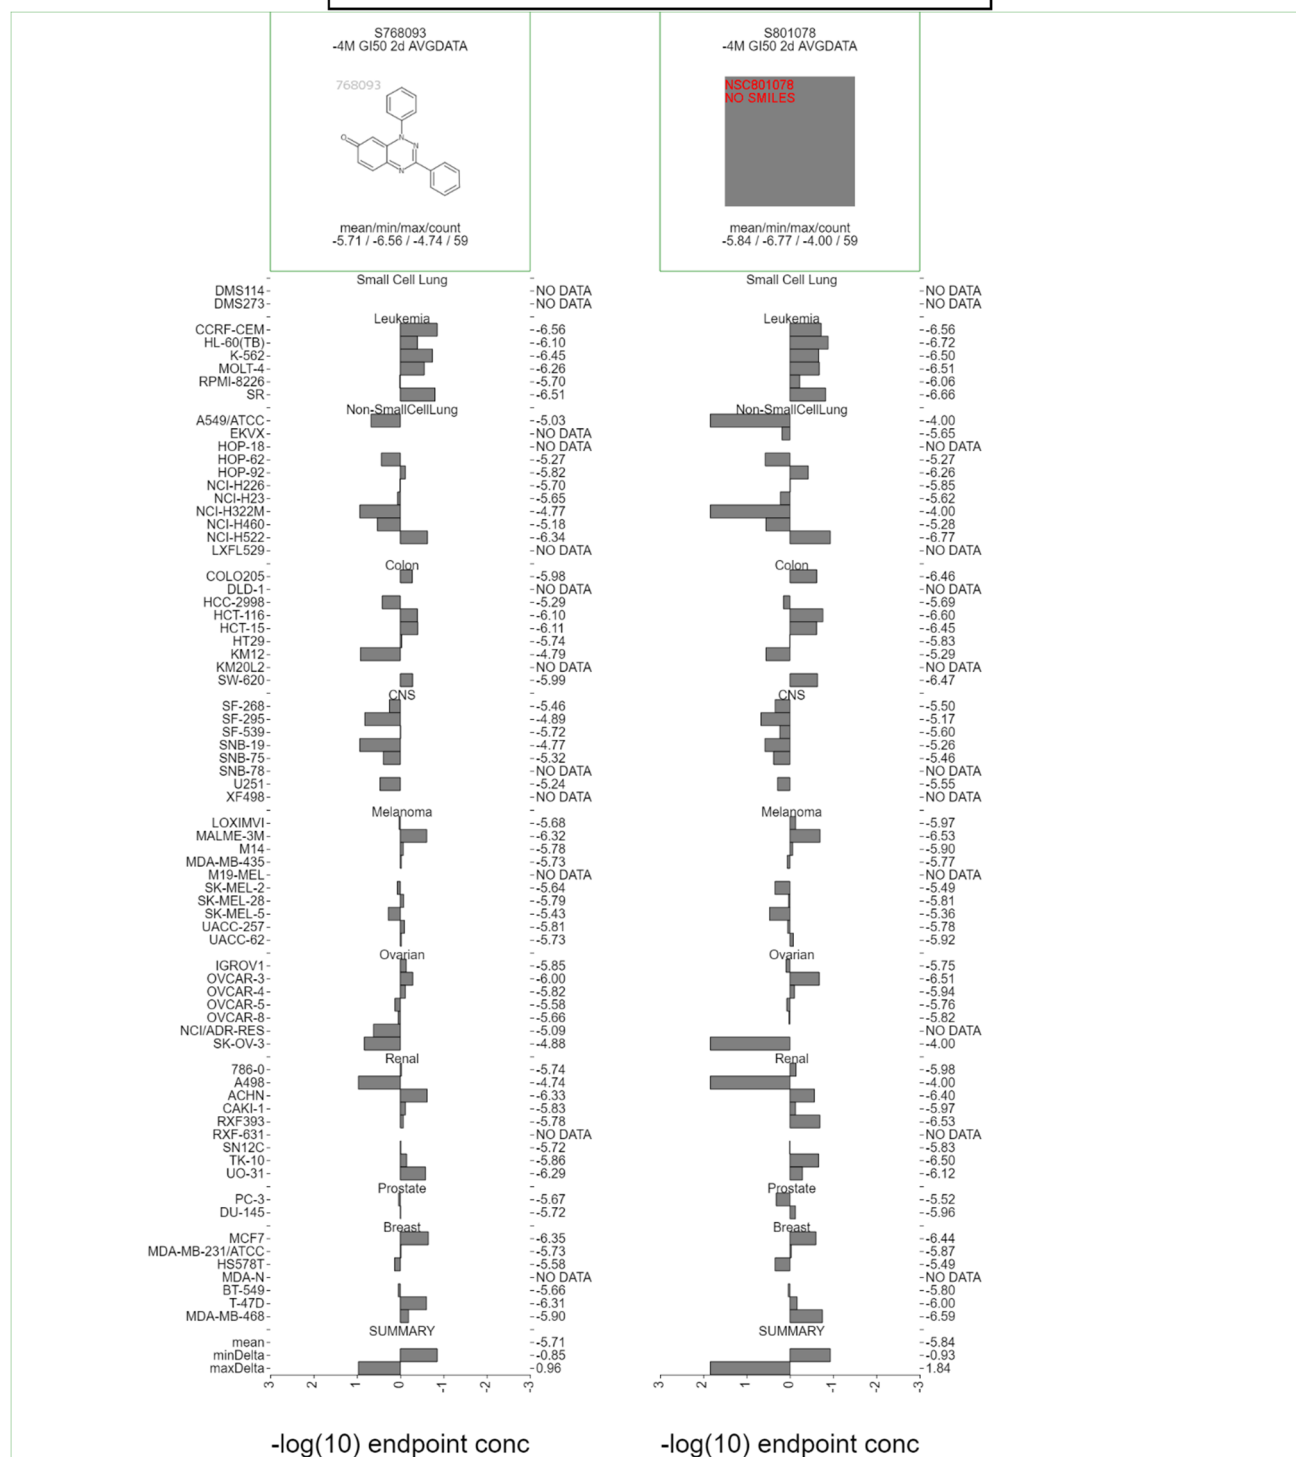 S768093
-4M GI50 2d AVGDATA
768093
O
N
N
N
mean/min/max/count
-5.71 / -6.56 / -4.74 / 59
S801078
-4M GI50 2d AVGDATA
NSC801078
NO SMILES
mean/min/max/count
-5.84 / -6.77 / -4.00 / 59
Small Cell Lung Small Cell Lung
DMS114 NO DATA NO DATA
DMS273 NO DATA NO DATA
Leukemia Leukemia
CCRF-CEM -6.56 -6.56
HL-60(TB) -6.10 -6.72
K-562 -6.45 -6.50
MOLT-4 -6.26 -6.51
RPMI-8226 -5.70 -6.06
SR -6.51 -6.66
Non-SmallCellLung Non-SmallCellLung
A549/ATCC -5.03 -4.00
EKVX NO DATA -5.65
HOP-18 NO DATA NO DATA
HOP-62 -5.27 -5.27
HOP-92 -5.82 -6.26
NCI-H226 -5.70 -5.85
NCI-H23 -5.65 -5.62
NCI-H322M -4.77 -4.00
NCI-H460 -5.18 -5.28
NCI-H522 -6.34 -6.77
LXFL529 NO DATA NO DATA
Colon Colon
COLO205 -5.98 -6.46
DLD-1 NO DATA NO DATA
HCC-2998 -5.29 -5.69
HCT-116 -6.10 -6.60
HCT-15 -6.11 -6.45
HT29 -5.74 -5.83
KM12 -4.79 -5.29
KM20L2 NO DATA NO DATA
SW-620 -5.99 -6.47
CNS CNS
SF-268 -5.46 -5.50
SF-295 -4.89 -5.17
SF-539 -5.72 -5.60
SNB-19 -4.77 -5.26
SNB-75 -5.32 -5.46
SNB-78 NO DATA NO DATA
U251 -5.24 -5.55
XF498 NO DATA NO DATA
Melanoma Melanoma
LOXIMVI -5.68 -5.97
MALME-3M -6.32 -6.53
M14 -5.78 -5.90
MDA-MB-435 -5.73 -5.77
M19-MEL NO DATA NO DATA
SK-MEL-2 -5.64 -5.49
SK-MEL-28 -5.79 -5.81
SK-MEL-5 -5.43 -5.36
UACC-257 -5.81 -5.78
UACC-62 -5.73 -5.92
Ovarian Ovarian
IGROV1 -5.85 -5.75
OVCAR-3 -6.00 -6.51
OVCAR-4 -5.82 -5.94
OVCAR-5 -5.58 -5.76
OVCAR-8 -5.66 -5.82
NCI/ADR-RES -5.09 NO DATA
SK-OV-3 -4.88 -4.00
Renal Renal
786-0 -5.74 -5.98
A498 -4.74 -4.00
ACHN -6.33 -6.40
CAKI-1 -5.83 -5.97
RXF393 -5.78 -6.53
RXF-631 NO DATA NO DATA
SN12C -5.72 -5.83
TK-10 -5.86 -6.50
UO-31 -6.29 -6.12
Prostate Prostate
PC-3 -5.67 -5.52
DU-145 -5.72 -5.96
Breast Breast
MCF7 -6.35 -6.44
MDA-MB-231/ATCC -5.73 -5.87
HS578T -5.58 -5.49
MDA-N NO DATA NO DATA
BT-549 -5.66 -5.80
T-47D -6.31 -6.00
MDA-MB-468 -5.90 -6.59
SUMMARY SUMMARY
mean -5.71 -5.84
minDelta -0.85 -0.93
maxDelta 0.96 1.84
3 2 1 0 -1 -2 -3 3 2 1 0 -1 -2 -3
-log(10) endpoint conc -log(10) endpoint conc